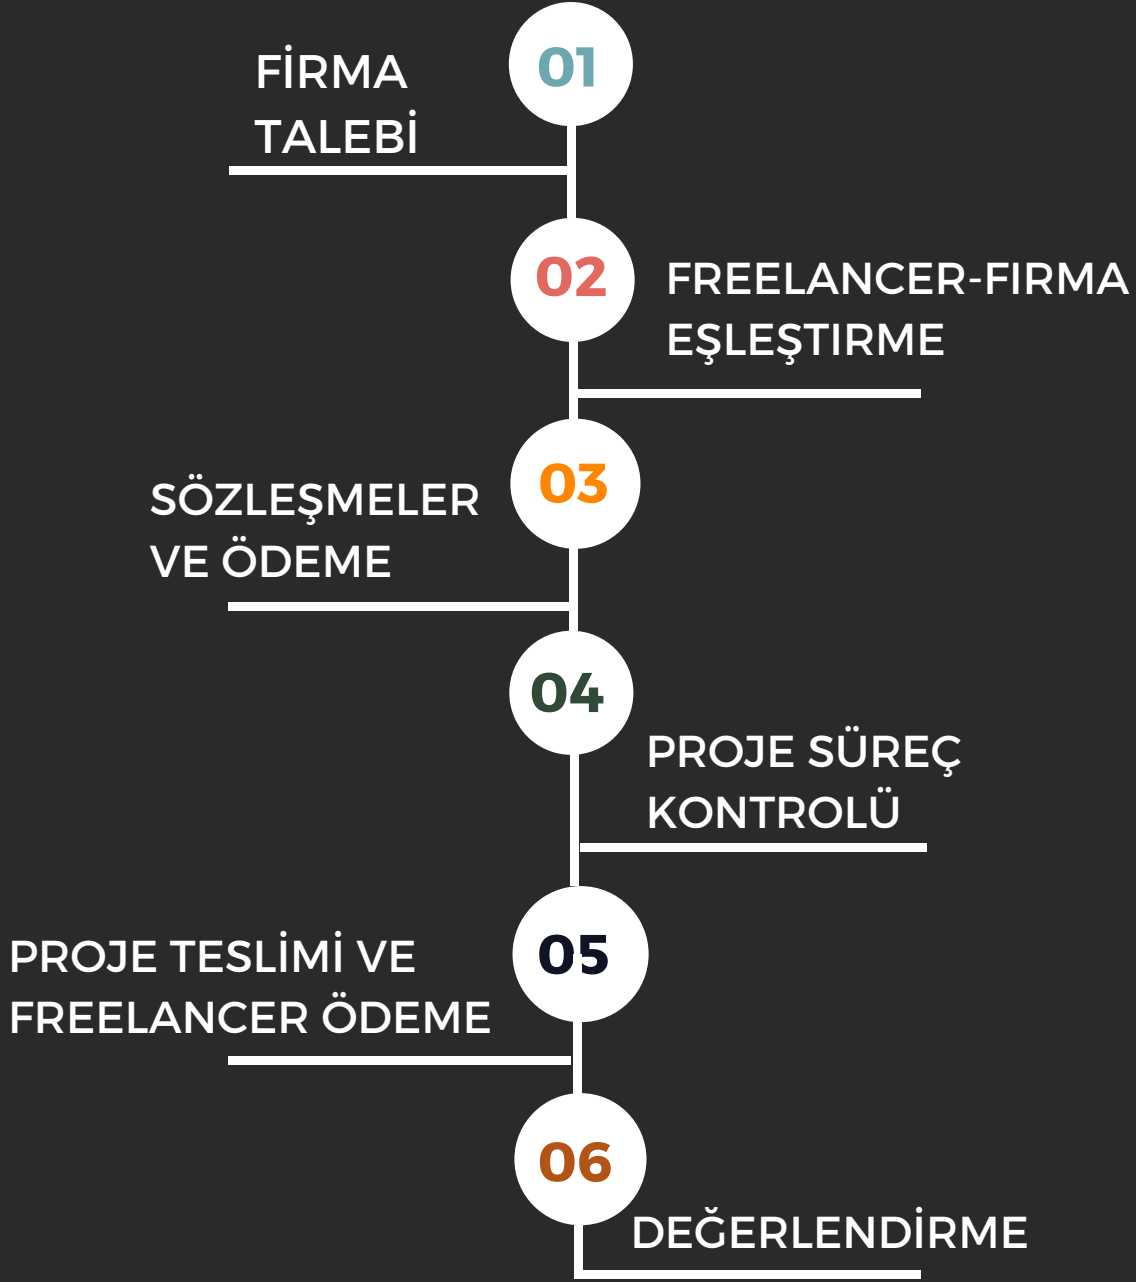 01
FİRMA
TALEBİ
02
FREELANCER-FIRMA
EŞLEŞTIRME
03
SÖZLEŞMELER
VE ÖDEME
04
PROJE SÜREÇ
KONTROLÜ
05
PROJE TESLİMİ VE
FREELANCER ÖDEME
06
DEĞERLENDİRME